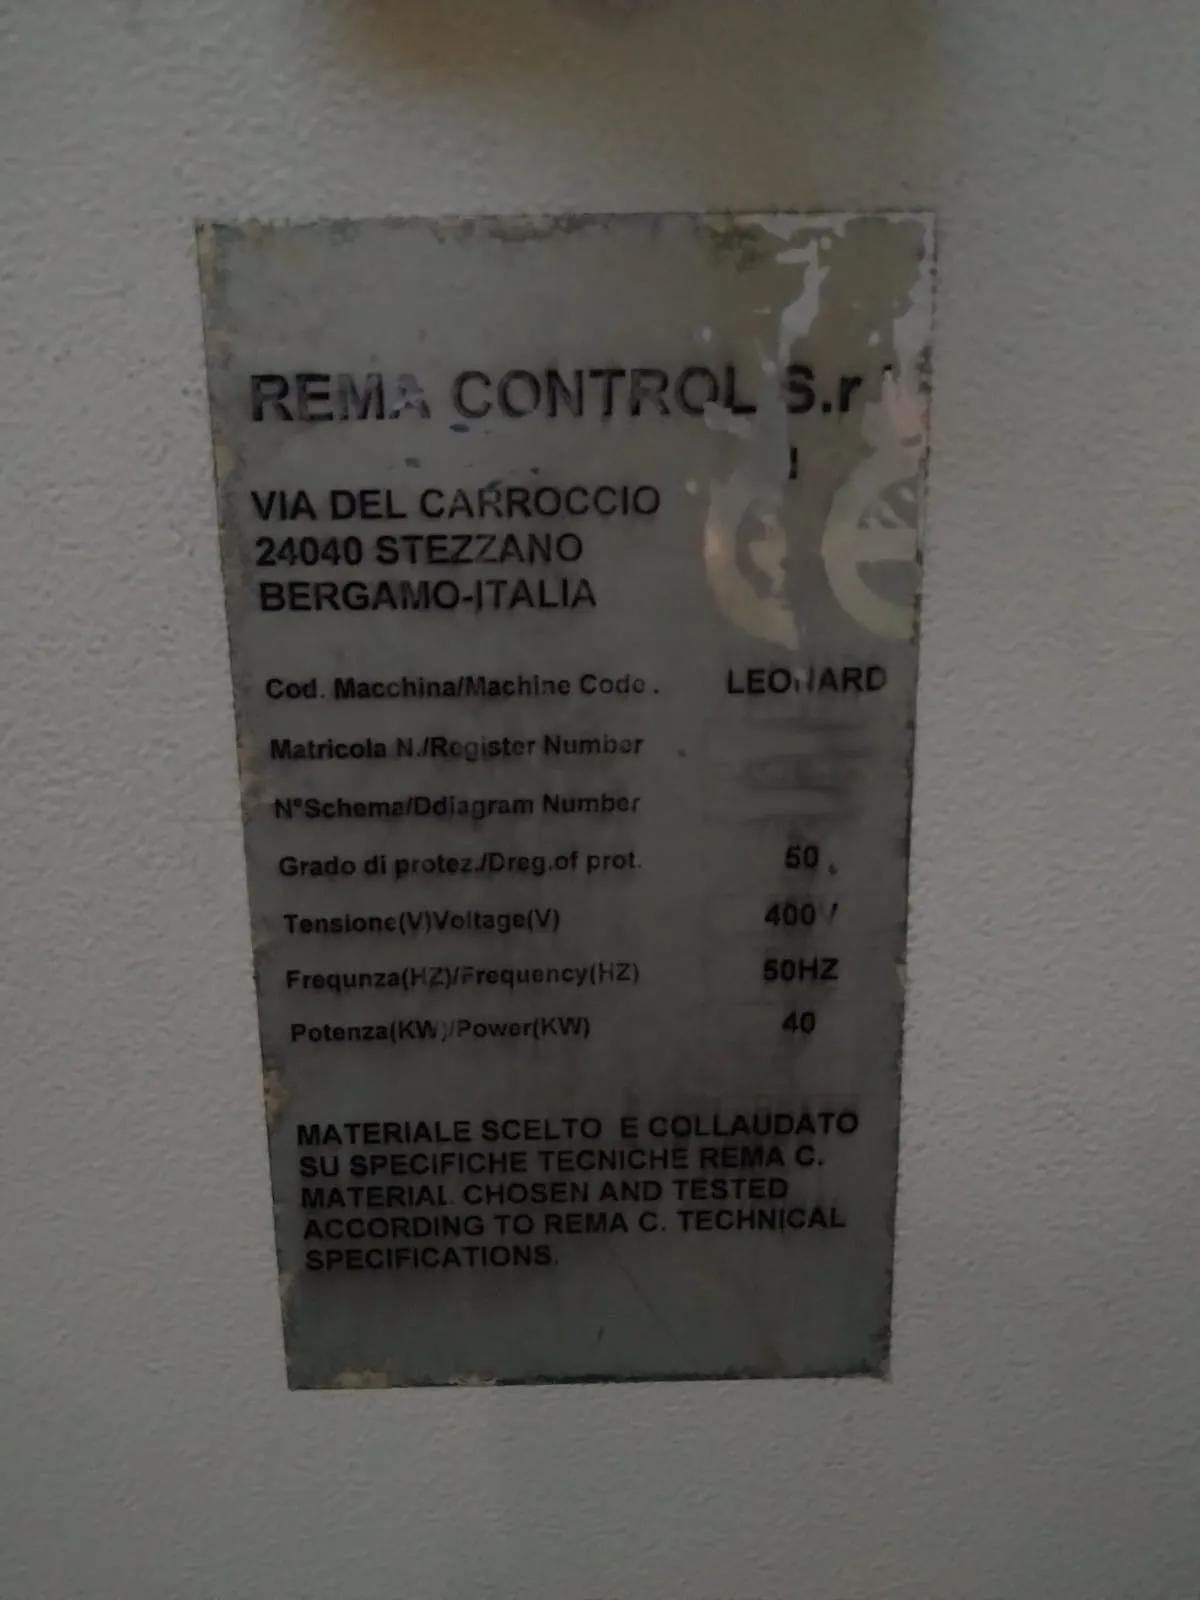 REMA CONTROL S.r
VIA DEL CARROCCIO
24040 STEZZANO
BERGAMO-ITALIA
CE
Cod. Macchina/Machine Code. LEONARD
Matricola N./Register Number
N°Schema/Ddiagram Number
Grado di protez./Dreg.of prot. 50
Tensione(V)Voltage(V) 400V
Frequnza(HZ)/Frequency(HZ) 50HZ
Potenza(KW)/Power(KW) 40
MATERIALE SCELTO E COLLAUDATO
SU SPECIFICHE TECNICHE REMA C.
MATERIAL CHOSEN AND TESTED
ACCORDING TO REMA C. TECHNICAL
SPECIFICATIONS.